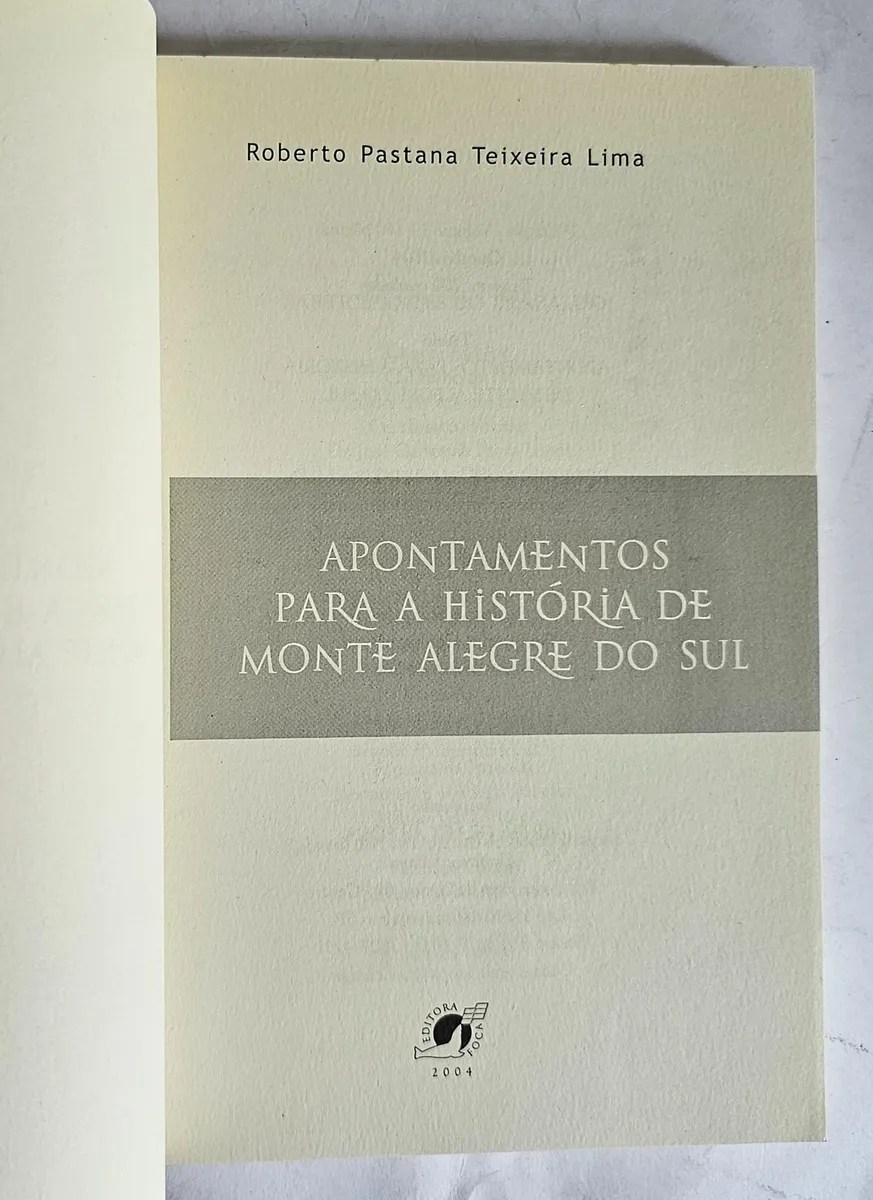 Roberto Pastana Teixeira Lima
APONTAMENTOS
PARA A HISTÓRIA DE
MONTE ALEGRE DO SUL
EDITORA FOCA
2004